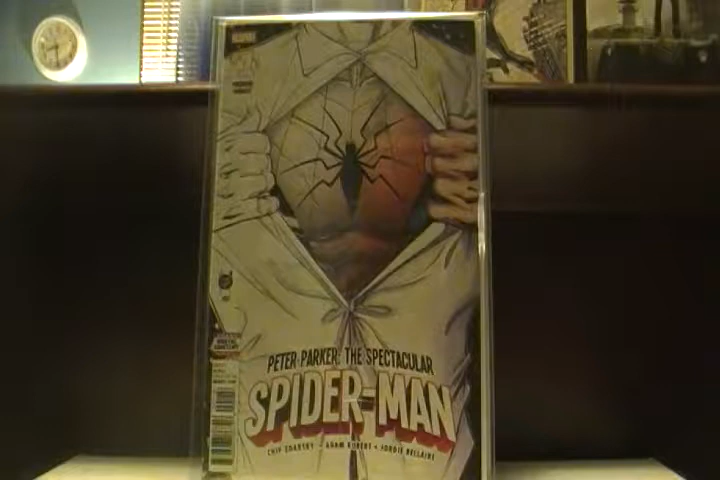 PETER PARKER: THE SPECTACULAR
SPIDER-MAN
CHIP ZDARSKY • ADAM KUBERT • JORDIE BELLAIRE